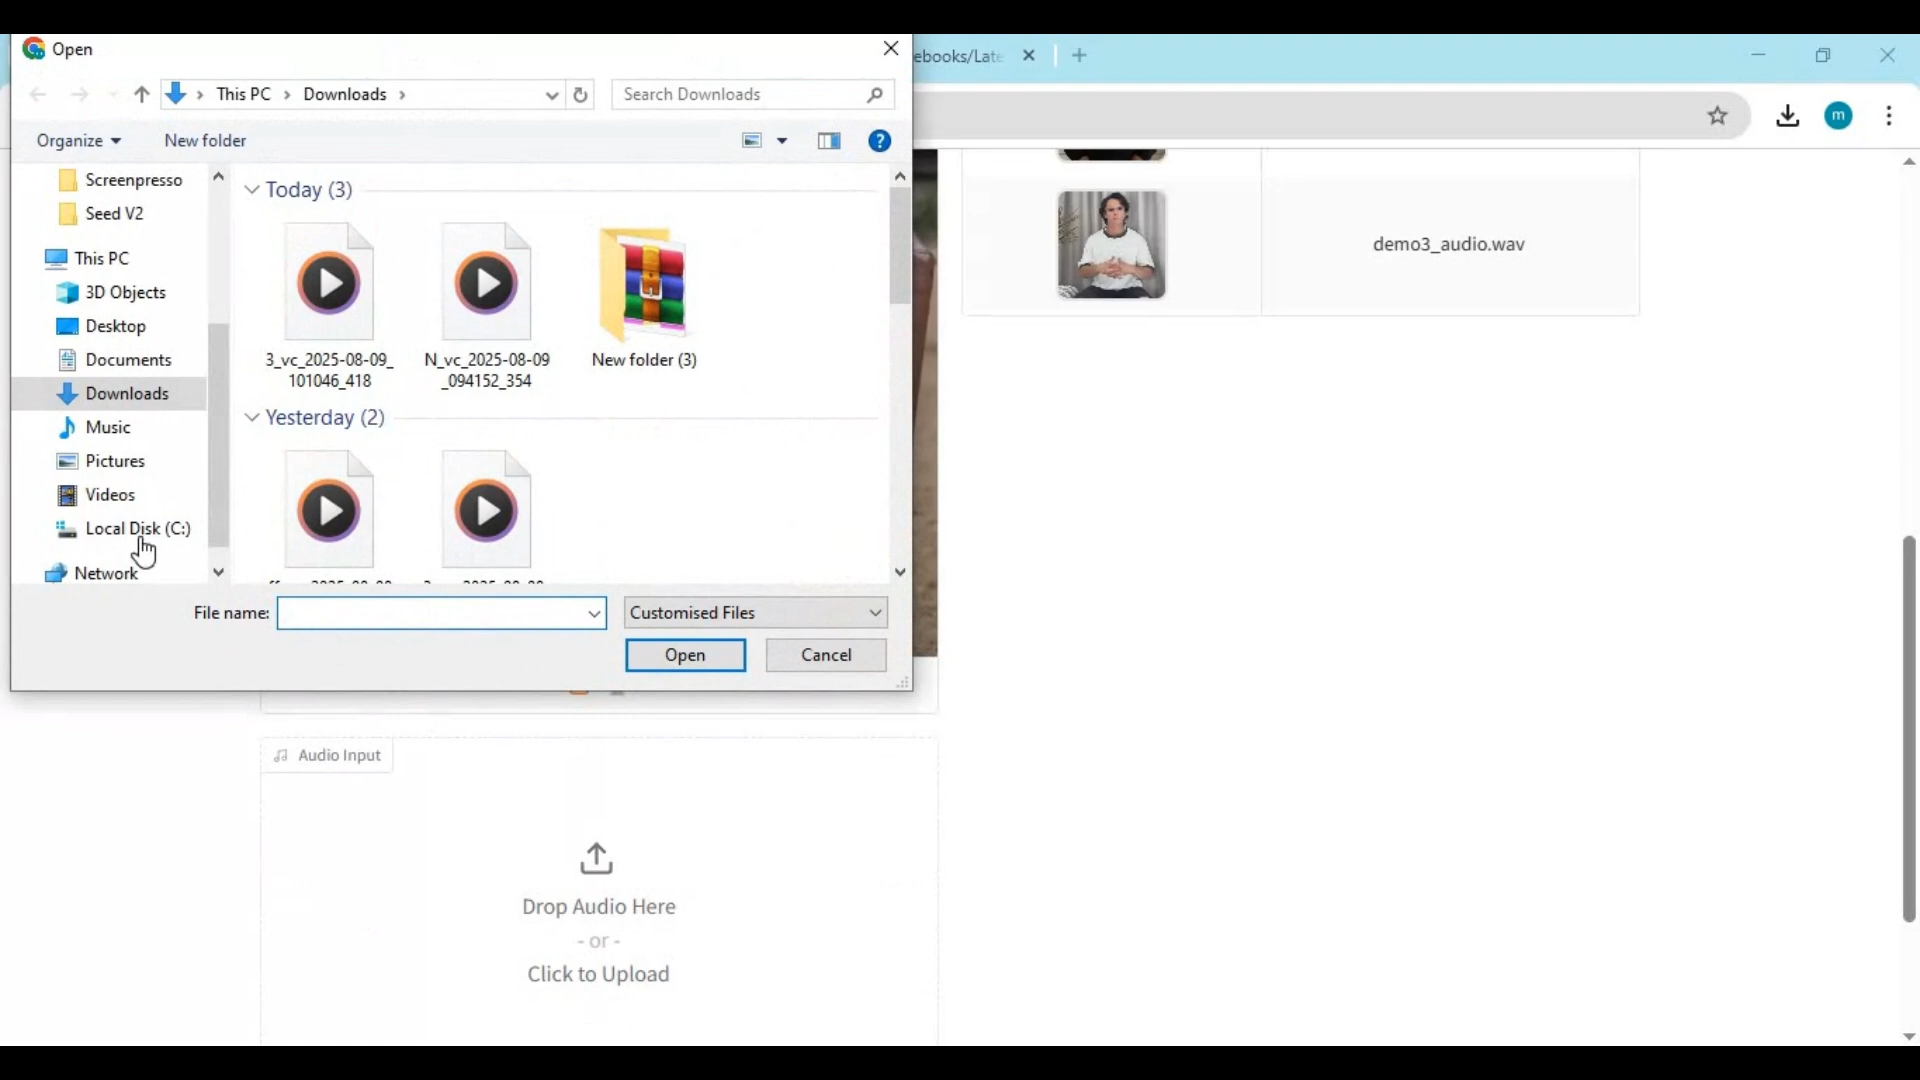 Open
ebooks/Late
This PC
Downloads
Search Downloads
m
Organize
New folder
Screenpresso
Seed V2
This PC
3D Objects
Desktop
Documents
Downloads
Music
Pictures
Videos
Local Disk (C:)
Network
Today (3)
3_vc_2025-08-09_
101046_418
N_vc_2025-08-09
_094152_354
New folder (3)
Yesterday (2)
File name:
Customised Files
Open
Cancel
demo3_audio.wav
Audio Input
Drop Audio Here
- or -
Click to Upload